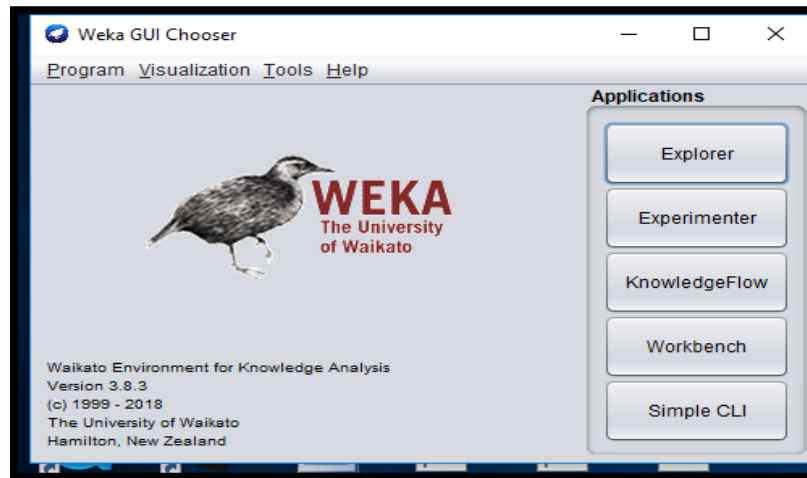 Weka GUI Chooser
Program Visualization Tools Help
Applications
Explorer
Experimenter
KnowledgeFlow
Workbench
Simple CLI
WEKA
The University
of Waikato
Waikato Environment for Knowledge Analysis
Version 3.8.3
(c) 1999 - 2018
The University of Waikato
Hamilton, New Zealand